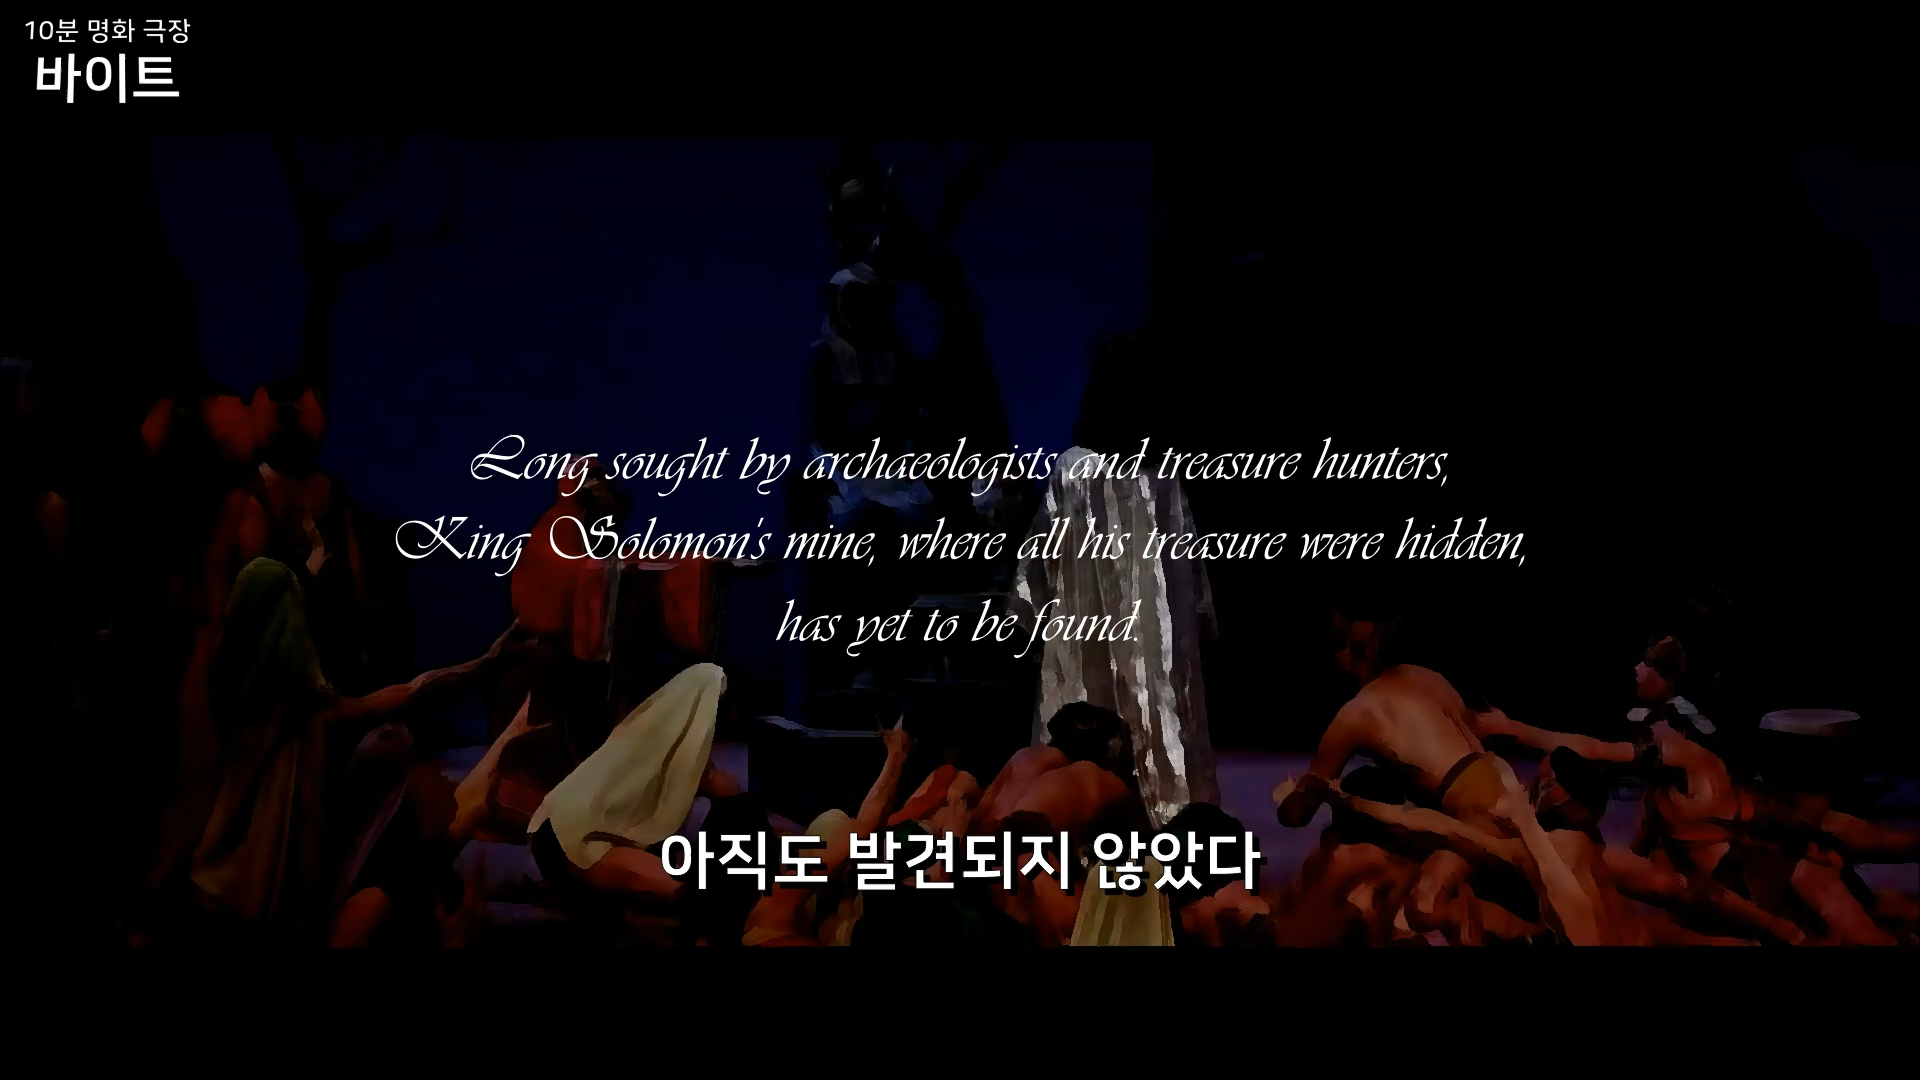 10분 명화 극장
바이트
Long sought by archaeologists and treasure hunters,
King Solomon's mine, where all his treasure were hidden,
has yet to be found.
아직도 발견되지 않았다